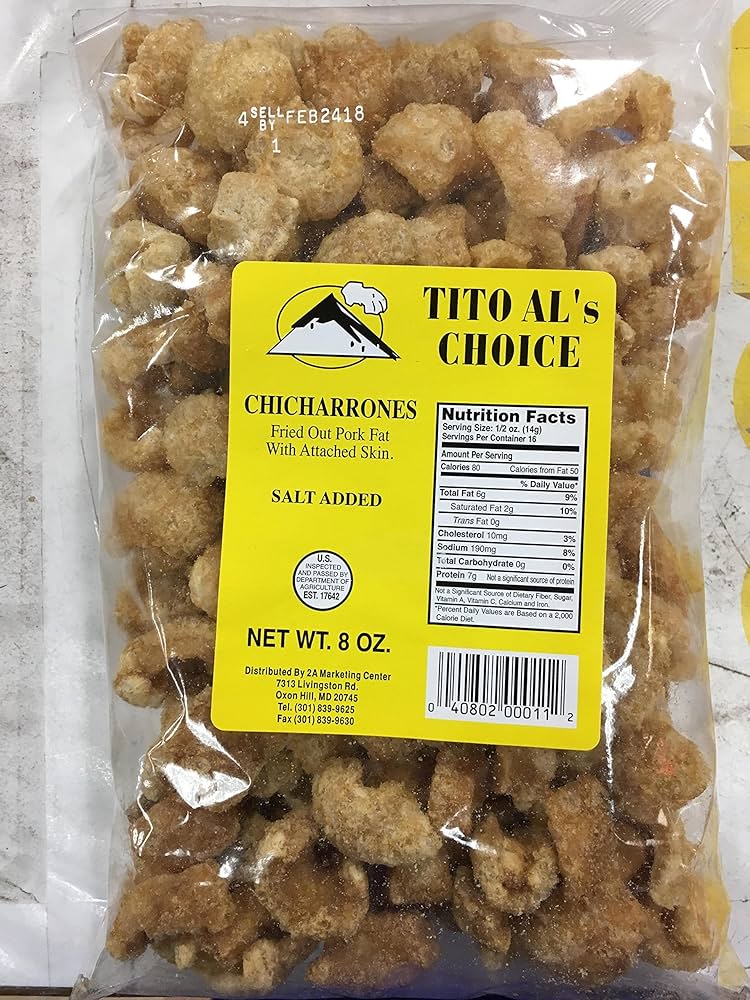 4 SELL BY FEB2418
1
TITO AL's
CHOICE
CHICHARRONES
Fried Out Pork Fat
With Attached Skin.
SALT ADDED
U.S.
INSPECTED
AND PASSED BY
DEPARTMENT OF
AGRICULTURE
EST. 17642
NET WT. 8 OZ.
Distributed By 2A Marketing Center
7313 Livingston Rd.
Oxon Hill, MD 20745
Tel. (301) 839-9625
Fax (301) 839-9630
Nutrition Facts
Serving Size: 1/2 oz. (14g)
Servings Per Container 16
Amount Per Serving
Calories 80 Calories from Fat 50
% Daily Value*
Total Fat 6g 9%
Saturated Fat 2g 10%
Trans Fat 0g
Cholesterol 10mg 3%
Sodium 190mg 8%
Total Carbohydrate 0g 0%
Protein 7g Not a significant source of protein
Not a Significant Source of Dietary Fiber, Sugar,
Vitamin A, Vitamin C, Calcium and Iron.
*Percent Daily Values are Based on a 2,000
Calorie Diet.
0 40802 00011 2